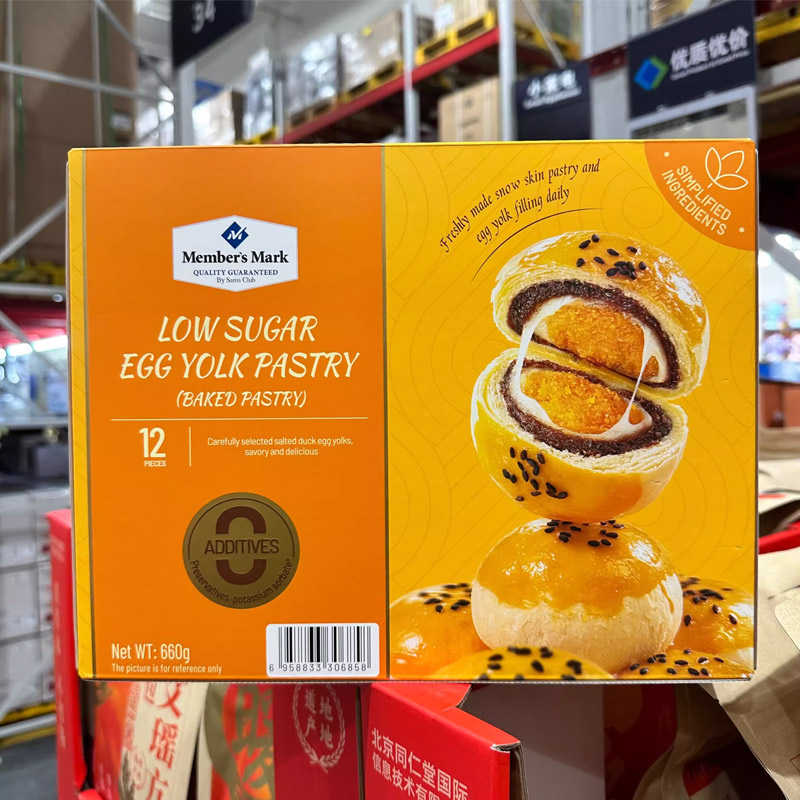 34
优质优价
Freshly made snow skin pastry and
egg yolk filling daily
SIMPLIFIED
INGREDIENTS
Member's Mark
QUALITY GUARANTEED
By Sam's Club
LOW SUGAR
EGG YOLK PASTRY
(BAKED PASTRY)
12
PIECES
Carefully selected salted duck egg yolks,
savory and delicious
0
ADDITIVES
Preservatives·potassium sorbate*
Net WT: 660g
The picture is for reference only
6 958833 306858
道地
产地
北京同仁堂国际
信息技术有限